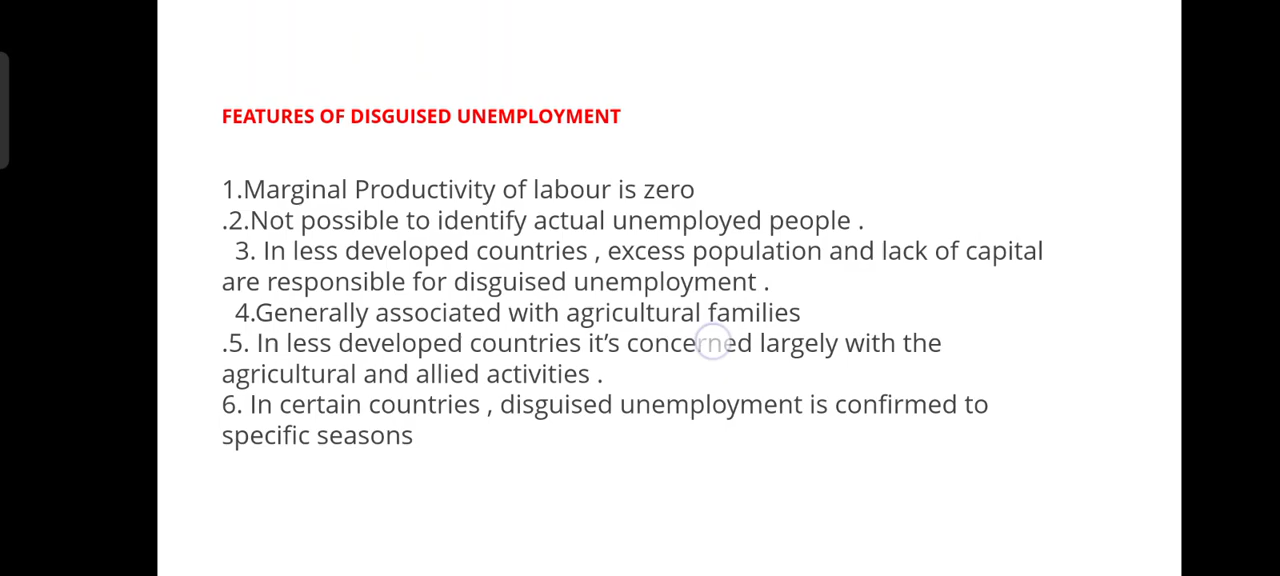 FEATURES OF DISGUISED UNEMPLOYMENT
1.Marginal Productivity of labour is zero
.2.Not possible to identify actual unemployed people .
3. In less developed countries , excess population and lack of capital
are responsible for disguised unemployment .
4.Generally associated with agricultural families
.5. In less developed countries it’s concerned largely with the
agricultural and allied activities .
6. In certain countries , disguised unemployment is confirmed to
specific seasons